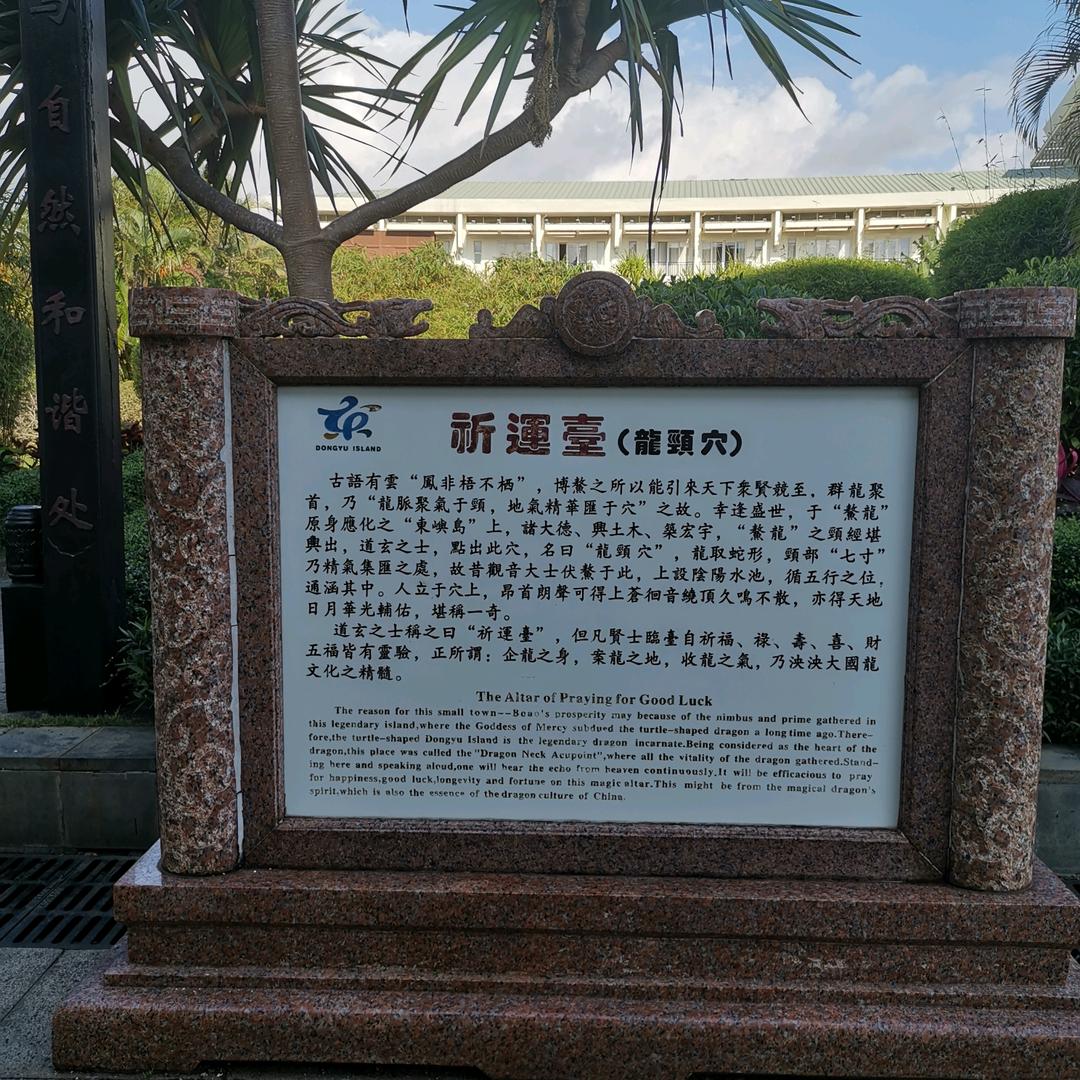 与
自
然
和
谐
处
DONGYU ISLAND
祈運臺(龍頸穴)
古語有雲“鳳非梧不栖”,博鰲之所以能引來天下衆賢競至,群龍聚
首,乃“龍脈聚氣于頸,地氣精華匯于穴”之故。幸逢盛世,于“鰲龍”
原身應化之“東嶼島”上,諸大德、興土木、築宏宇,“鰲龍”之頸經堪
輿出,道玄之士,點出此穴,名曰“龍頸穴”,龍取蛇形,頸部“七寸”
乃精氣集匯之處,故昔觀音大士伏鰲于此,上設陰陽水池,循五行之位,
通涵其中。人立于穴上,昂首朗聲可得上蒼徊音繞頂久鳴不散,亦得天地
日月華光輔佑,堪稱一奇。
道玄之士稱之曰“祈運臺”,但凡賢士臨臺自祈福、祿、壽、喜、財
五福皆有靈驗,正所謂:企龍之身,案龍之地,收龍之氣,乃泱泱大國龍
文化之精髓。
The Altar of Praying for Good Luck
The reason for this small town--Boao's prosperity may because of the nimbus and prime gathered in
this legendary island,where the Goddess of Mercy subdued the turtle-shaped dragon a long time ago.There-
fore,the turtle-shaped Dongyu Island is the legendary dragon incarnate.Being considered as the heart of the
dragon,this place was called the"Dragon Neck Acupoint",where all the vitality of the dragon gathered.Stand-
ing here and speaking aloud,one will hear the echo from heaven continuously.It will be efficacious to pray
for happiness,good luck,longevity and fortune on this magic altar.This might be from the magical dragon's
spirit,which is also the essence of the dragon culture of China.